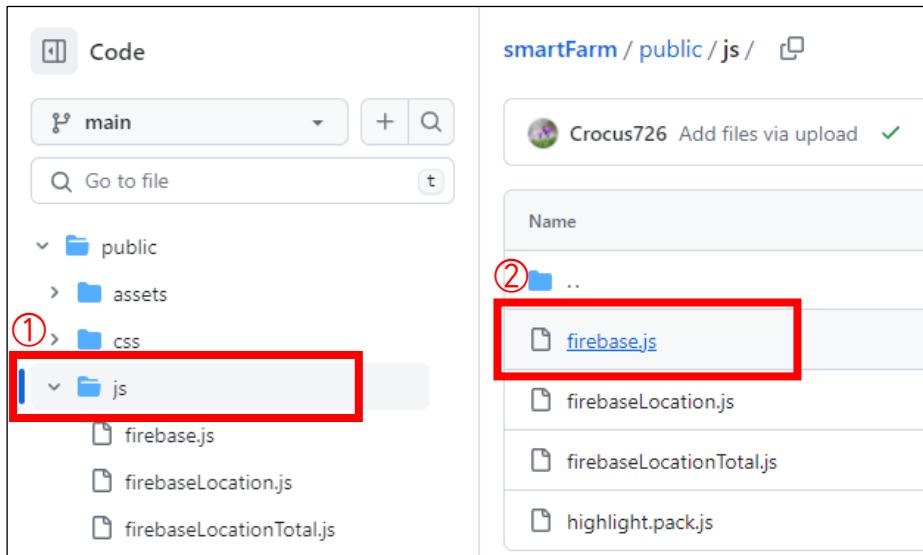 Code
main
Go to file
t
public
assets
①
css
js
firebase.js
firebaseLocation.js
firebaseLocationTotal.js
smartFarm / public / js /
Crocus726 Add files via upload
Name
②
..
firebase.js
firebaseLocation.js
firebaseLocationTotal.js
highlight.pack.js